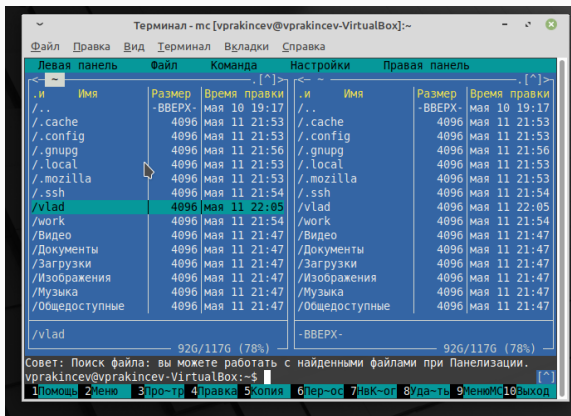 Терминал - mc [vprakincev@vprakincev-VirtualBox]:~
Файл Правка Вид Терминал Вкладки Справка
Левая панель Файл Команда Настройки Правая панель
<- ~ .[^]> <- ~ .[^]>
.и Имя Размер Время правки .и Имя Размер Время правки
/.. -ВВЕРХ- мая 10 19:17 /.. -ВВЕРХ- мая 10 19:17
/.cache 4096 мая 11 21:53 /.cache 4096 мая 11 21:53
/.config 4096 мая 11 21:53 /.config 4096 мая 11 21:53
/.gnupg 4096 мая 11 21:56 /.gnupg 4096 мая 11 21:56
/.local 4096 мая 11 21:53 /.local 4096 мая 11 21:53
/.mozilla 4096 мая 11 21:53 /.mozilla 4096 мая 11 21:53
/.ssh 4096 мая 11 21:54 /.ssh 4096 мая 11 21:54
/vlad 4096 мая 11 22:05 /vlad 4096 мая 11 22:05
/work 4096 мая 11 21:54 /work 4096 мая 11 21:54
/Видео 4096 мая 11 21:47 /Видео 4096 мая 11 21:47
/Документы 4096 мая 11 21:47 /Документы 4096 мая 11 21:47
/Загрузки 4096 мая 11 21:47 /Загрузки 4096 мая 11 21:47
/Изображения 4096 мая 11 21:47 /Изображения 4096 мая 11 21:47
/Музыка 4096 мая 11 21:47 /Музыка 4096 мая 11 21:47
/Общедоступные 4096 мая 11 21:47 /Общедоступные 4096 мая 11 21:47
/vlad -ВВЕРХ-
92G/117G (78%) 92G/117G (78%)
Совет: Поиск файла: вы можете работать с найденными файлами при Панелизации.
vprakincev@vprakincev-VirtualBox:~$ [^]
1Помощь 2Меню 3Про~тр 4Правка 5Копия 6Пер~ос 7НвК~ог 8Уда~ть 9МенюMC 10Выход